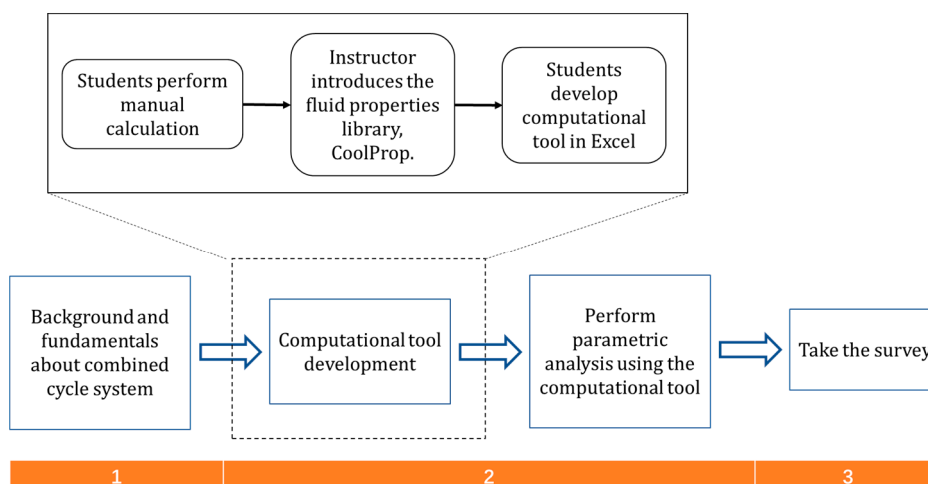 Students perform
manual
calculation
Instructor
introduces the
fluid properties
library,
CoolProp.
Students
develop
computational
tool in Excel
Background and
fundamentals
about combined
cycle system
Computational tool
development
Perform
parametric
analysis using the
computational tool
Take the survey
1
2
3